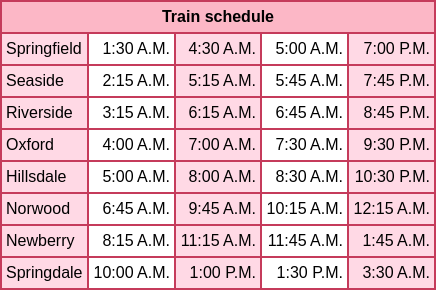 Train schedule
Springfield 1:30 A.M. 4:30 A.M. 5:00 A.M. 7:00 P.M.
Seaside 2:15 A.M. 5:15 A.M. 5:45 A.M. 7:45 P.M.
Riverside 3:15 A.M. 6:15 A.M. 6:45 A.M. 8:45 P.M.
Oxford 4:00 A.M. 7:00 A.M. 7:30 A.M. 9:30 P.M.
Hillsdale 5:00 A.M. 8:00 A.M. 8:30 A.M. 10:30 P.M.
Norwood 6:45 A.M. 9:45 A.M. 10:15 A.M. 12:15 A.M.
Newberry 8:15 A.M. 11:15 A.M. 11:45 A.M. 1:45 A.M.
Springdale 10:00 A.M. 1:00 P.M. 1:30 P.M. 3:30 A.M.